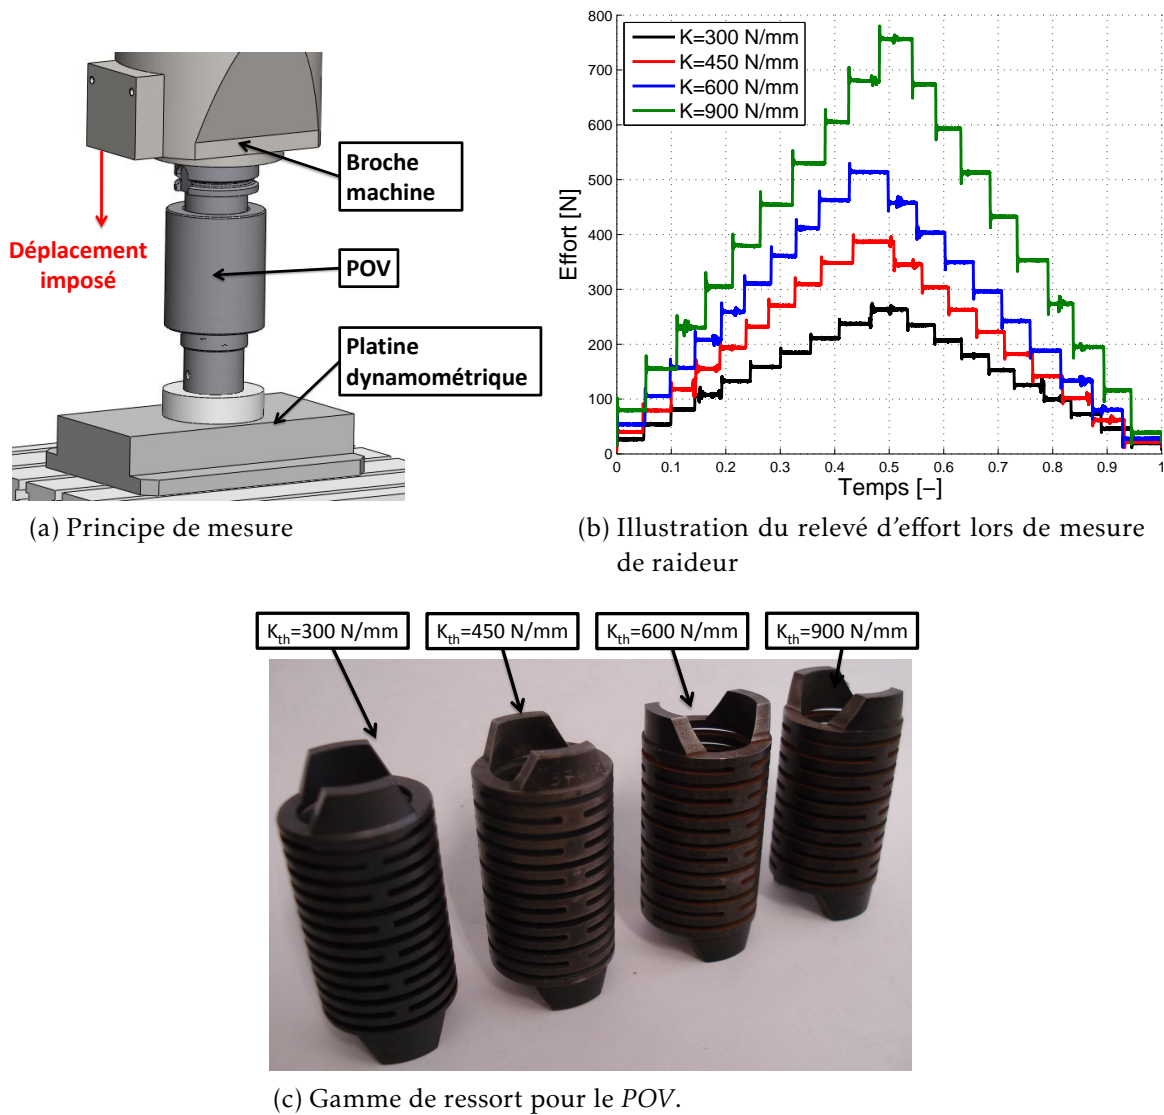 Broche
machine
Déplacement
imposé
POV
Platine
dynamométrique
(a) Principe de mesure
800
700
600
500
400
300
200
100
0
Effort [N]
K=300 N/mm
K=450 N/mm
K=600 N/mm
K=900 N/mm
0 0.1 0.2 0.3 0.4 0.5 0.6 0.7 0.8 0.9 1
Temps [−]
(b) Illustration du relevé d'effort lors de mesure
de raideur
Kth=300 N/mm
Kth=450 N/mm
Kth=600 N/mm
Kth=900 N/mm
(c) Gamme de ressort pour le POV.